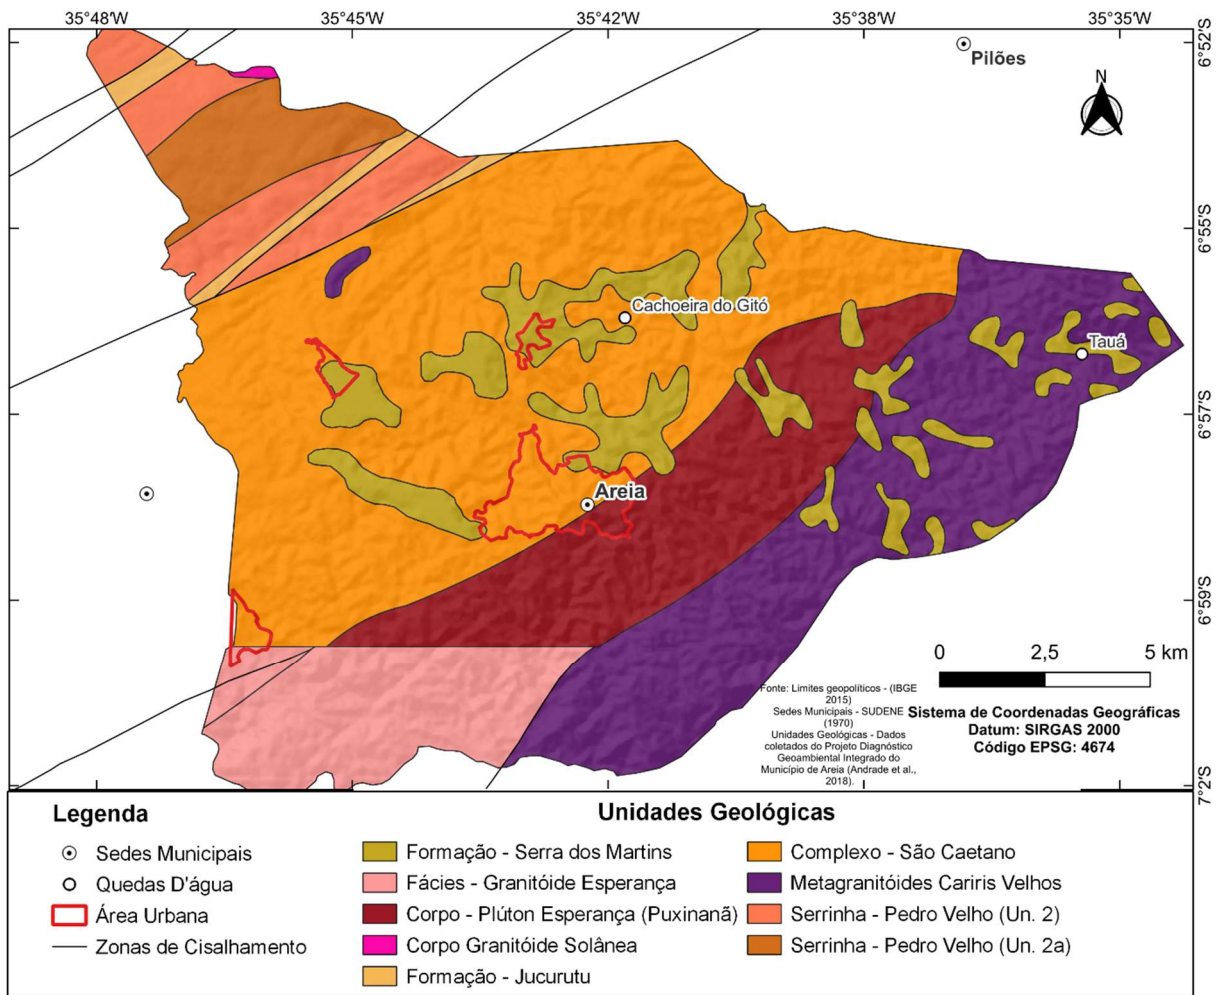 35°48'W
35°45'W
35°42'W
35°38'W
35°35'W
6°52'S
Pilões
N
6°55'S
Cachoeira do Gitó
Tauá
6°57'S
Areia
6°59'S
0 2,5 5 km
Fonte: Limites geopolíticos - (IBGE
2015)
Sedes Municipais - SUDENE
(1970)
Unidades Geológicas - Dados
coletados do Projeto Diagnóstico
Geoambiental Integrado do
Município de Areia (Andrade et al.,
2018).
Sistema de Coordenadas Geográficas
Datum: SIRGAS 2000
Código EPSG: 4674
7°2'S
Legenda
Sedes Municipais
Quedas D'água
Área Urbana
Zonas de Cisalhamento
Unidades Geológicas
Formação - Serra dos Martins
Fácies - Granitóide Esperança
Corpo - Plúton Esperança (Puxinanã)
Corpo Granitóide Solânea
Formação - Jucurutu
Complexo - São Caetano
Metagranitóides Cariris Velhos
Serrinha - Pedro Velho (Un. 2)
Serrinha - Pedro Velho (Un. 2a)